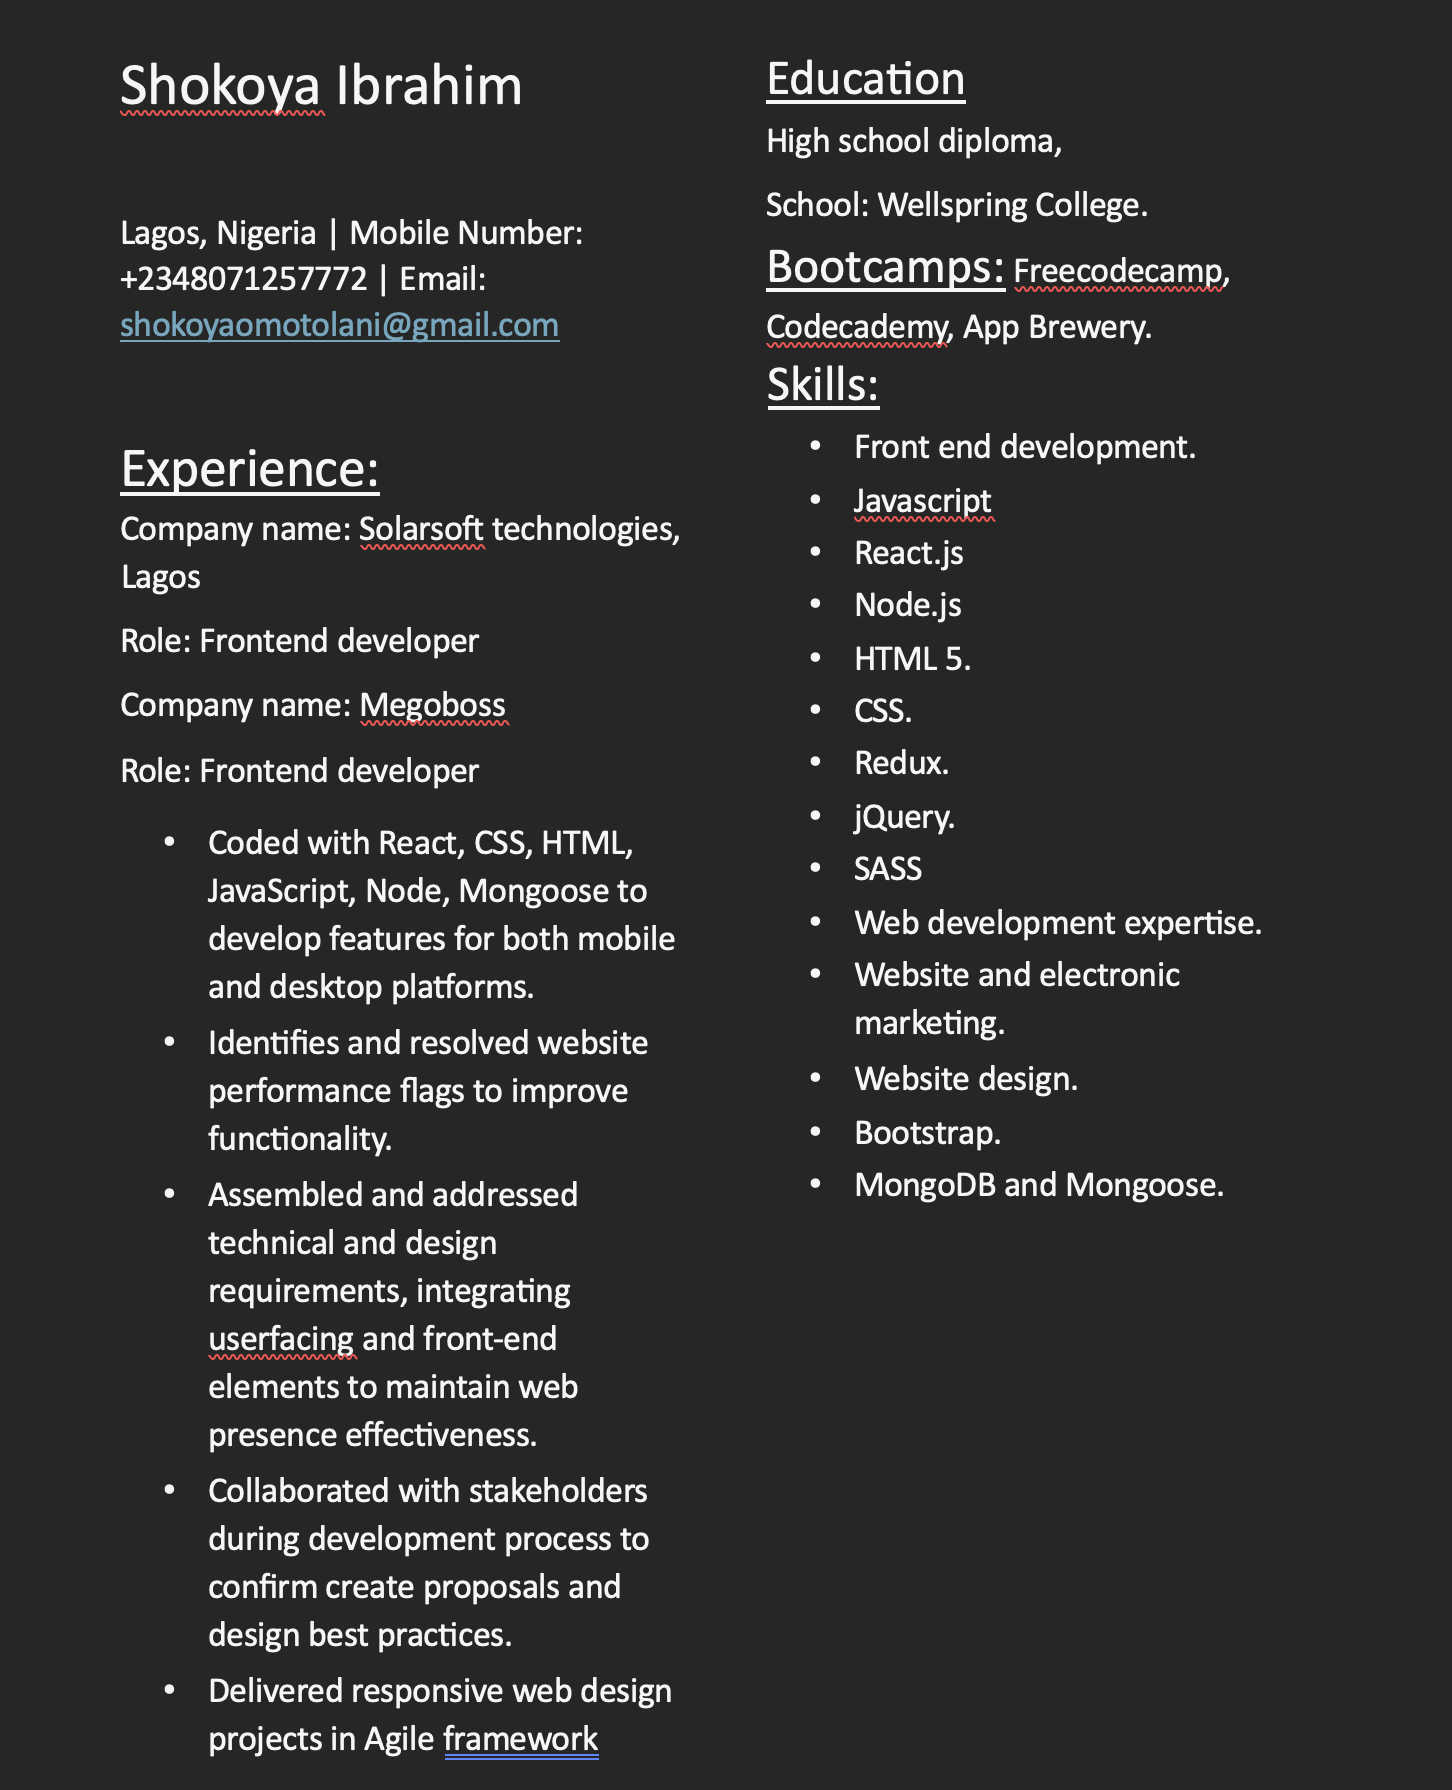 Shokoya Ibrahim
Lagos, Nigeria | Mobile Number:
+2348071257772 | Email:
shokoyaomotolani@gmail.com
Experience:
Company name: Solarsoft technologies,
Lagos
Role: Frontend developer
Company name: Megoboss
Role: Frontend developer
• Coded with React, CSS, HTML,
JavaScript, Node, Mongoose to
develop features for both mobile
and desktop platforms.
• Identifies and resolved website
performance flags to improve
functionality.
• Assembled and addressed
technical and design
requirements, integrating
userfacing and front-end
elements to maintain web
presence effectiveness.
• Collaborated with stakeholders
during development process to
confirm create proposals and
design best practices.
• Delivered responsive web design
projects in Agile framework
Education
High school diploma,
School: Wellspring College.
Bootcamps: Freecodecamp,
Codecademy, App Brewery.
Skills:
• Front end development.
• Javascript
• React.js
• Node.js
• HTML 5.
• CSS.
• Redux.
• jQuery.
• SASS
• Web development expertise.
• Website and electronic
marketing.
• Website design.
• Bootstrap.
• MongoDB and Mongoose.